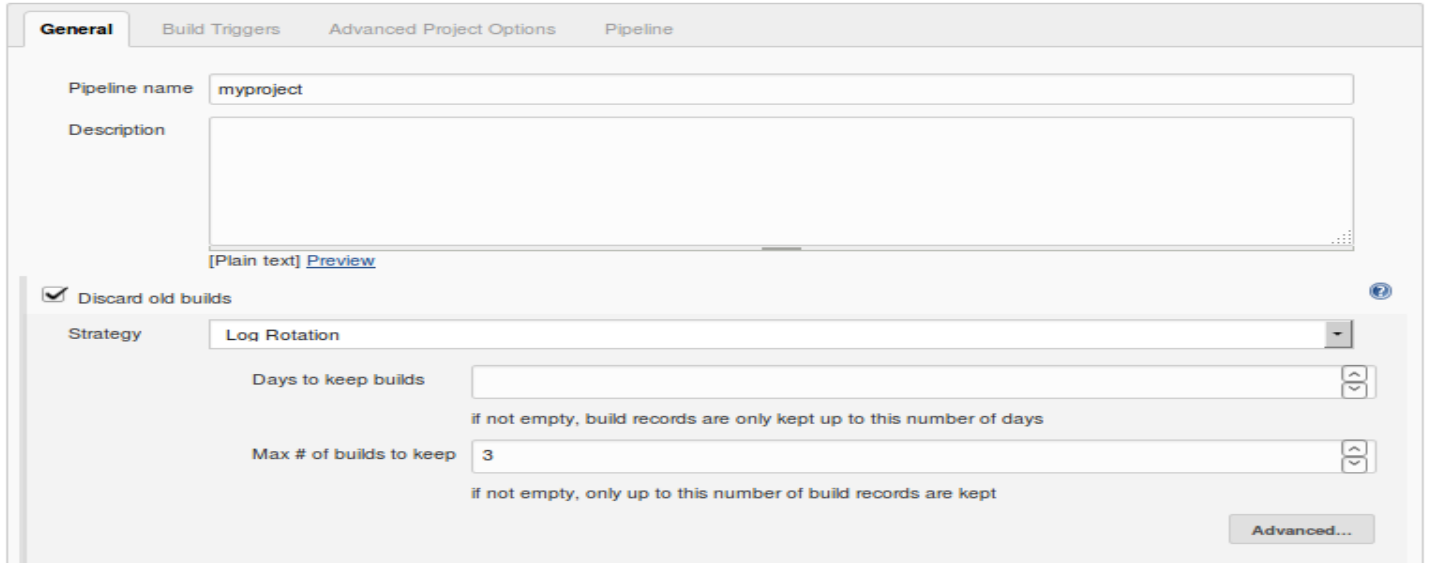 General Build Triggers Advanced Project Options Pipeline
Pipeline name myproject
Description
[Plain text] Preview
Discard old builds
Strategy Log Rotation
Days to keep builds
if not empty, build records are only kept up to this number of days
Max # of builds to keep 3
if not empty, only up to this number of build records are kept
Advanced...